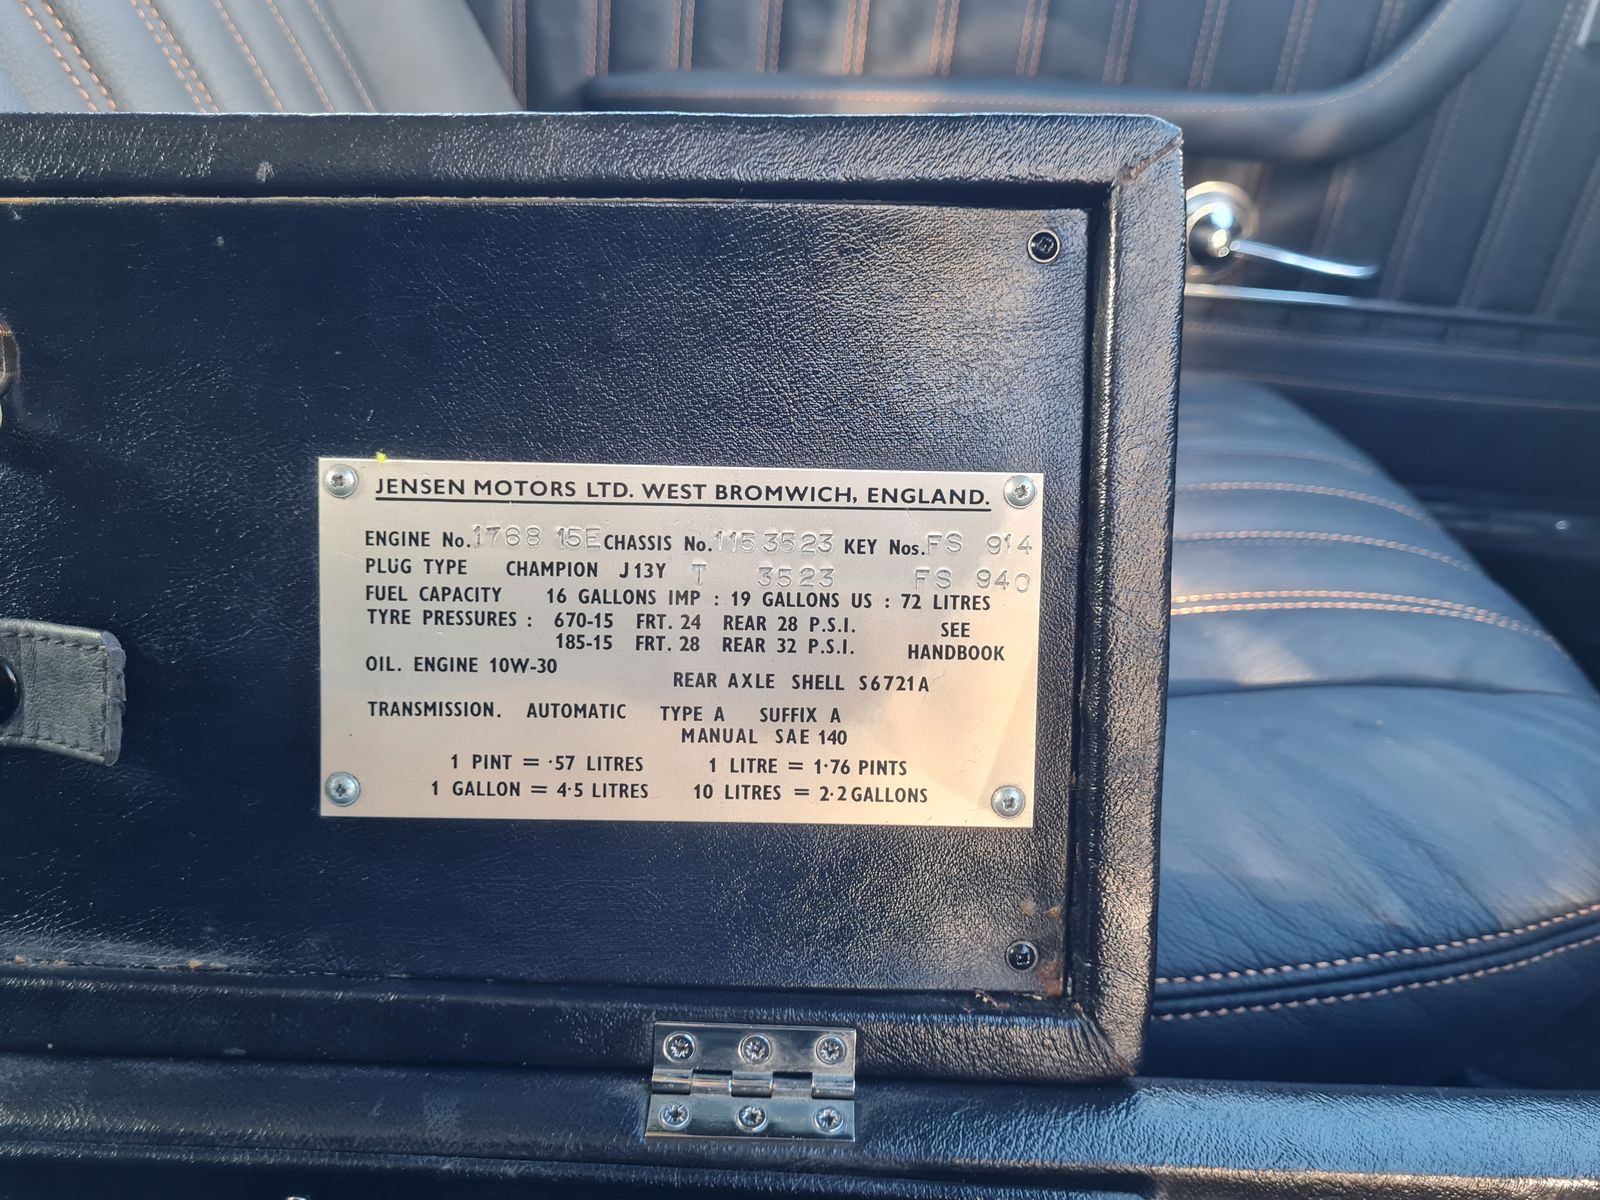 JENSEN MOTORS LTD. WEST BROMWICH, ENGLAND.
ENGINE No. 1768 15E CHASSIS No. 115 3523 KEY Nos. FS 914
PLUG TYPE CHAMPION J13Y T 3523 FS 940
FUEL CAPACITY 16 GALLONS IMP : 19 GALLONS US : 72 LITRES
TYRE PRESSURES : 670-15 FRT. 24 REAR 28 P.S.I. SEE
185-15 FRT. 28 REAR 32 P.S.I. HANDBOOK
OIL. ENGINE 10W-30
REAR AXLE SHELL S6721A
TRANSMISSION. AUTOMATIC TYPE A SUFFIX A
MANUAL SAE 140
1 PINT = ·57 LITRES 1 LITRE = 1·76 PINTS
1 GALLON = 4·5 LITRES 10 LITRES = 2·2 GALLONS